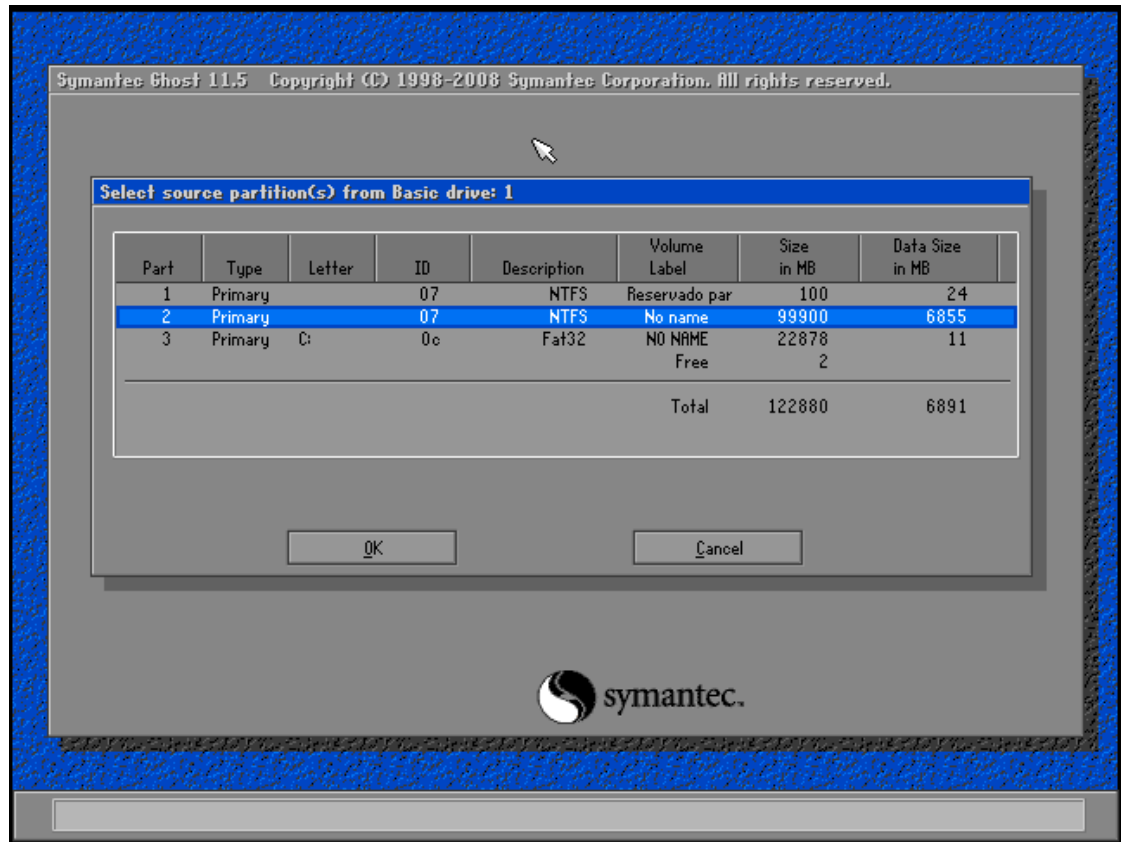 Symantec Ghost 11.5 Copyright (C) 1998-2008 Symantec Corporation. All rights reserved.
Select source partition(s) from Basic drive: 1
Part Type Letter ID Description Volume Label Size in MB Data Size in MB
1 Primary 07 NTFS Reservado par 100 24
2 Primary 07 NTFS No name 99900 6855
3 Primary C: 0c Fat32 NO NAME 22878 11
Free 2
Total 122880 6891
OK Cancel
symantec.